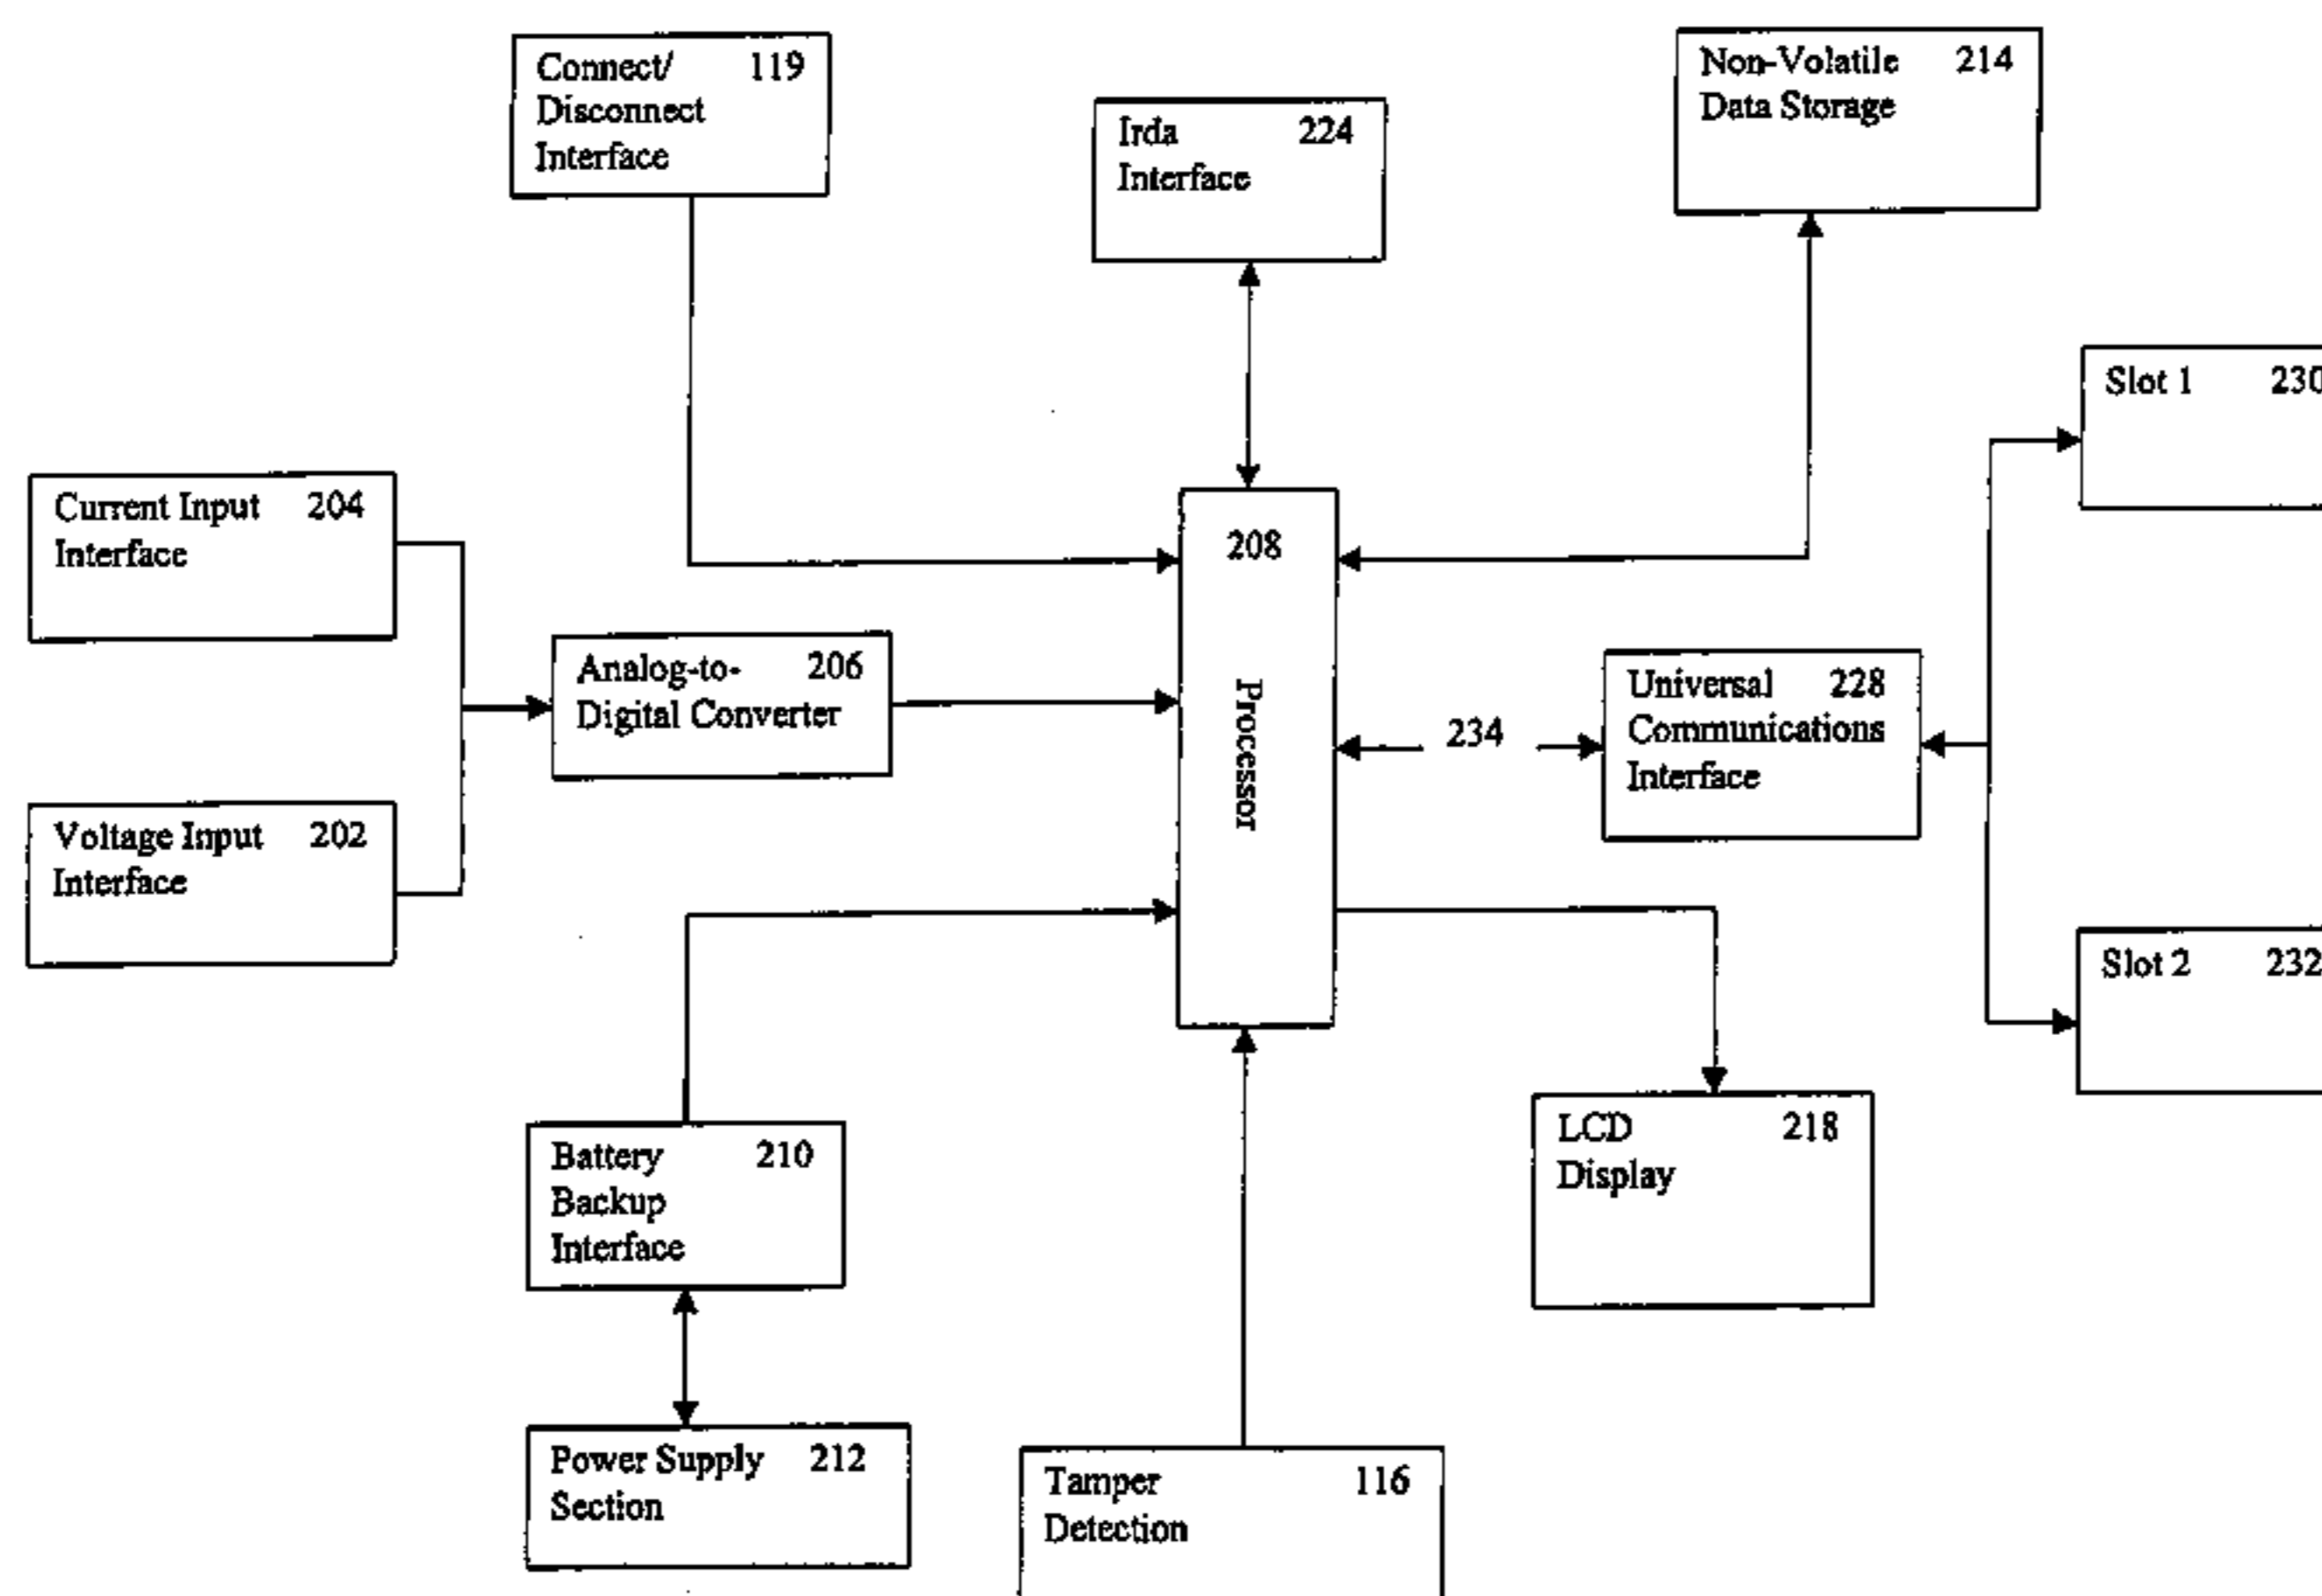 Connect/ 119
Disconnect
Interface
Irda 224
Interface
Non-Volatile 214
Data Storage
Slot 1 230
Current Input 204
Interface
208
Processor
Analog-to- 206
Digital Converter
Universal 228
Communications
Interface
234
Voltage Input 202
Interface
Slot 2 232
Battery 210
Backup
Interface
LCD 218
Display
Power Supply 212
Section
Tamper 116
Detection